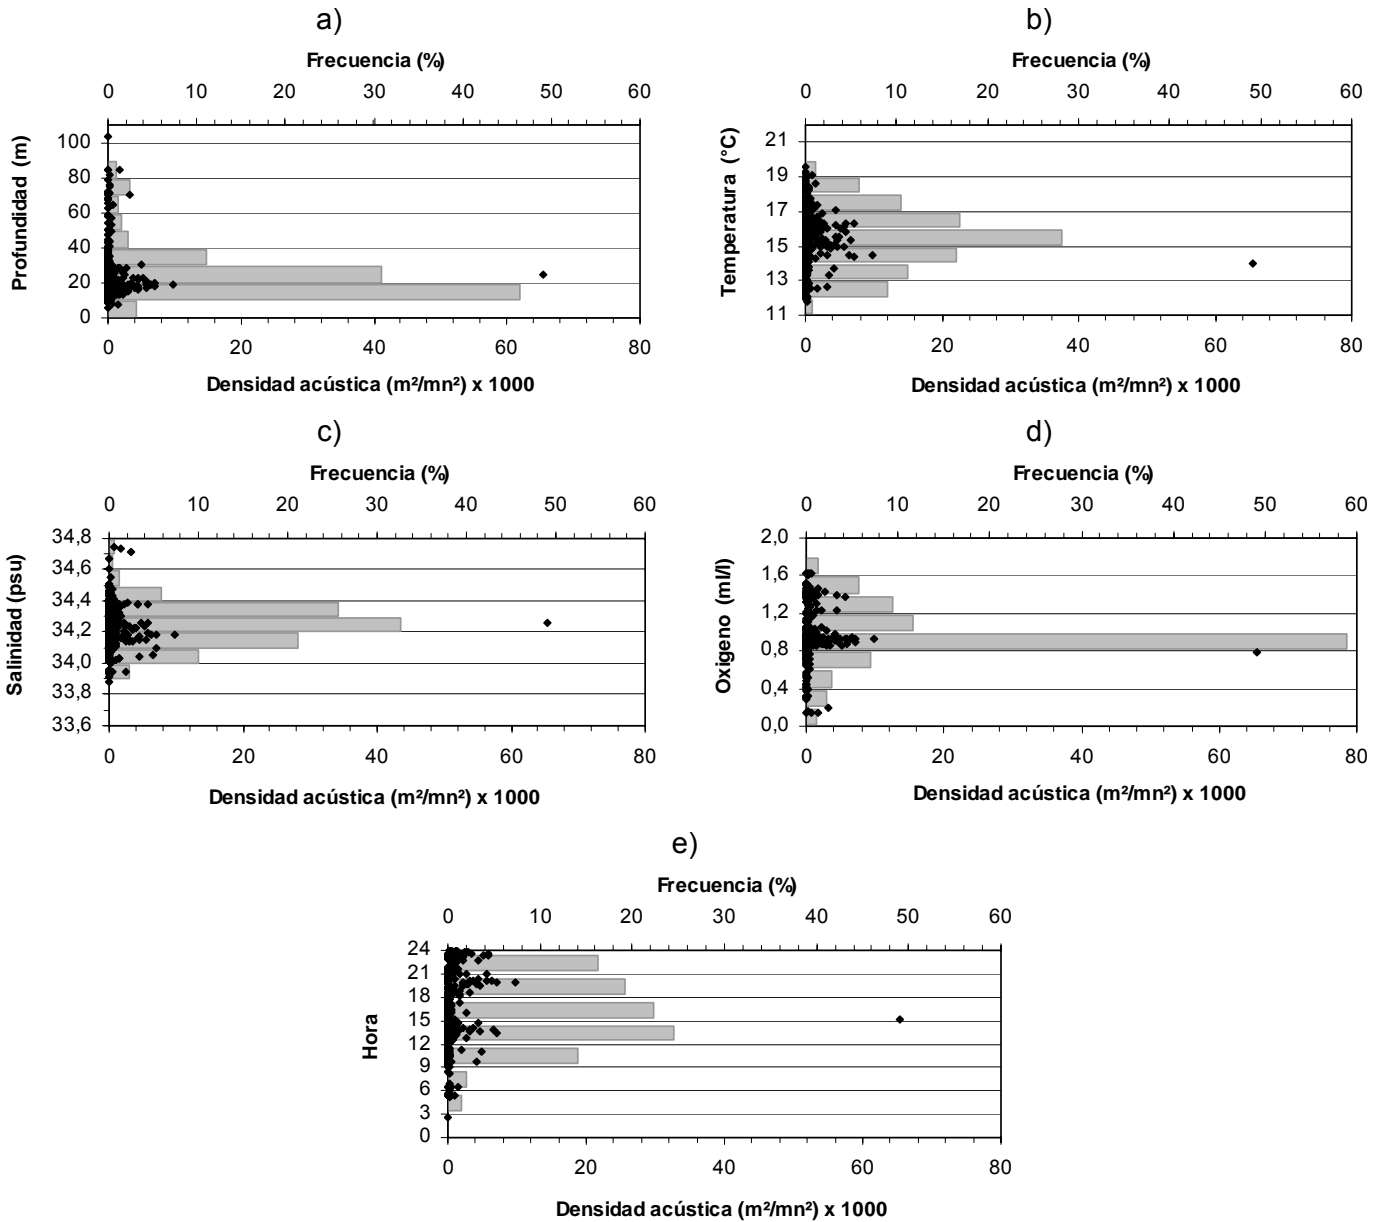 a)
Frecuencia (%)
0 10 20 30 40 50 60
Profundidad (m)
100
80
60
40
20
0
0 20 40 60 80
Densidad acústica (m²/mn²) x 1000
b)
Frecuencia (%)
0 10 20 30 40 50 60
Temperatura (°C)
21
19
17
15
13
11
0 20 40 60 80
Densidad acústica (m²/mn²) x 1000
c)
Frecuencia (%)
0 10 20 30 40 50 60
Salinidad (psu)
34,8
34,6
34,4
34,2
34,0
33,8
33,6
0 20 40 60 80
Densidad acústica (m²/mn²) x 1000
d)
Frecuencia (%)
0 10 20 30 40 50 60
Oxigeno (ml/l)
2,0
1,6
1,2
0,8
0,4
0,0
0 20 40 60 80
Densidad acústica (m²/mn²) x 1000
e)
Frecuencia (%)
0 10 20 30 40 50 60
Hora
24
21
18
15
12
9
6
3
0
0 20 40 60 80
Densidad acústica (m²/mn²) x 1000